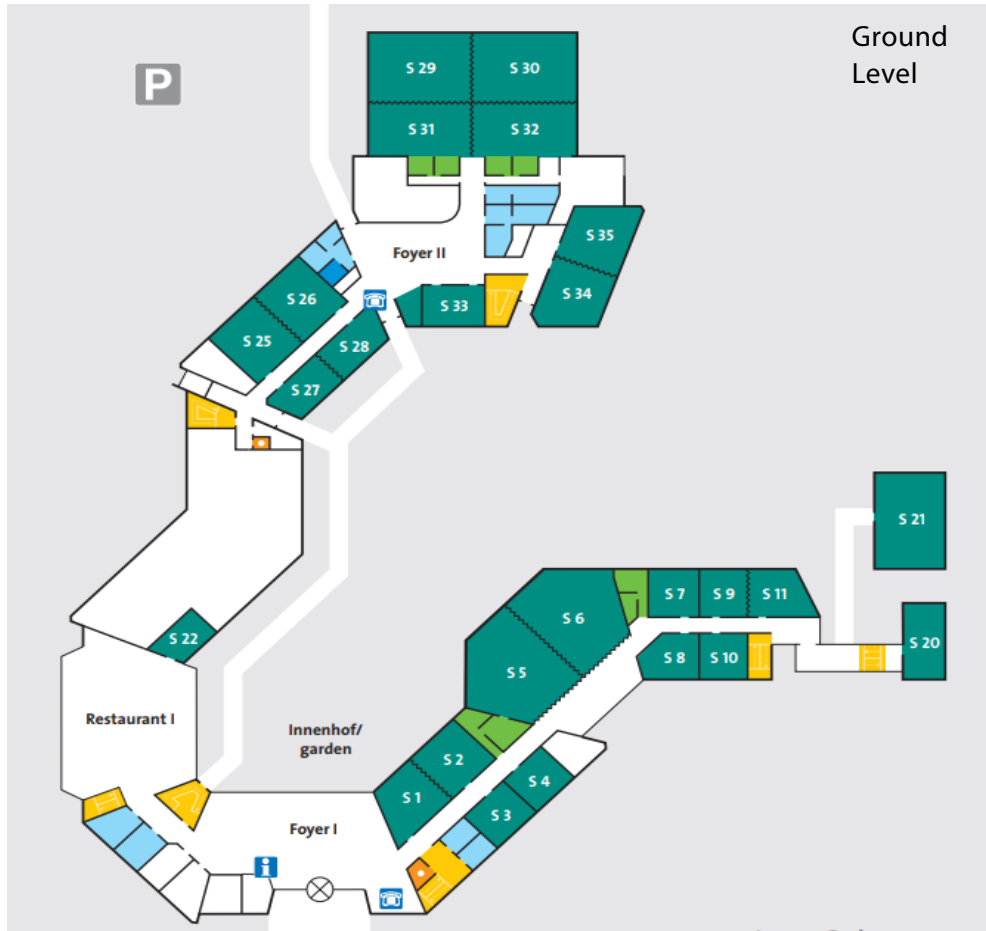 Ground
Level
P
S 29
S 30
S 31
S 32
S 35
Foyer II
S 34
S 26
S 33
S 25
S 28
S 27
S 21
S 7
S 9
S 11
S 6
S 22
S 8
S 10
S 20
S 5
Restaurant I
Innenhof/
garden
S 2
S 4
S 1
S 3
Foyer I
i